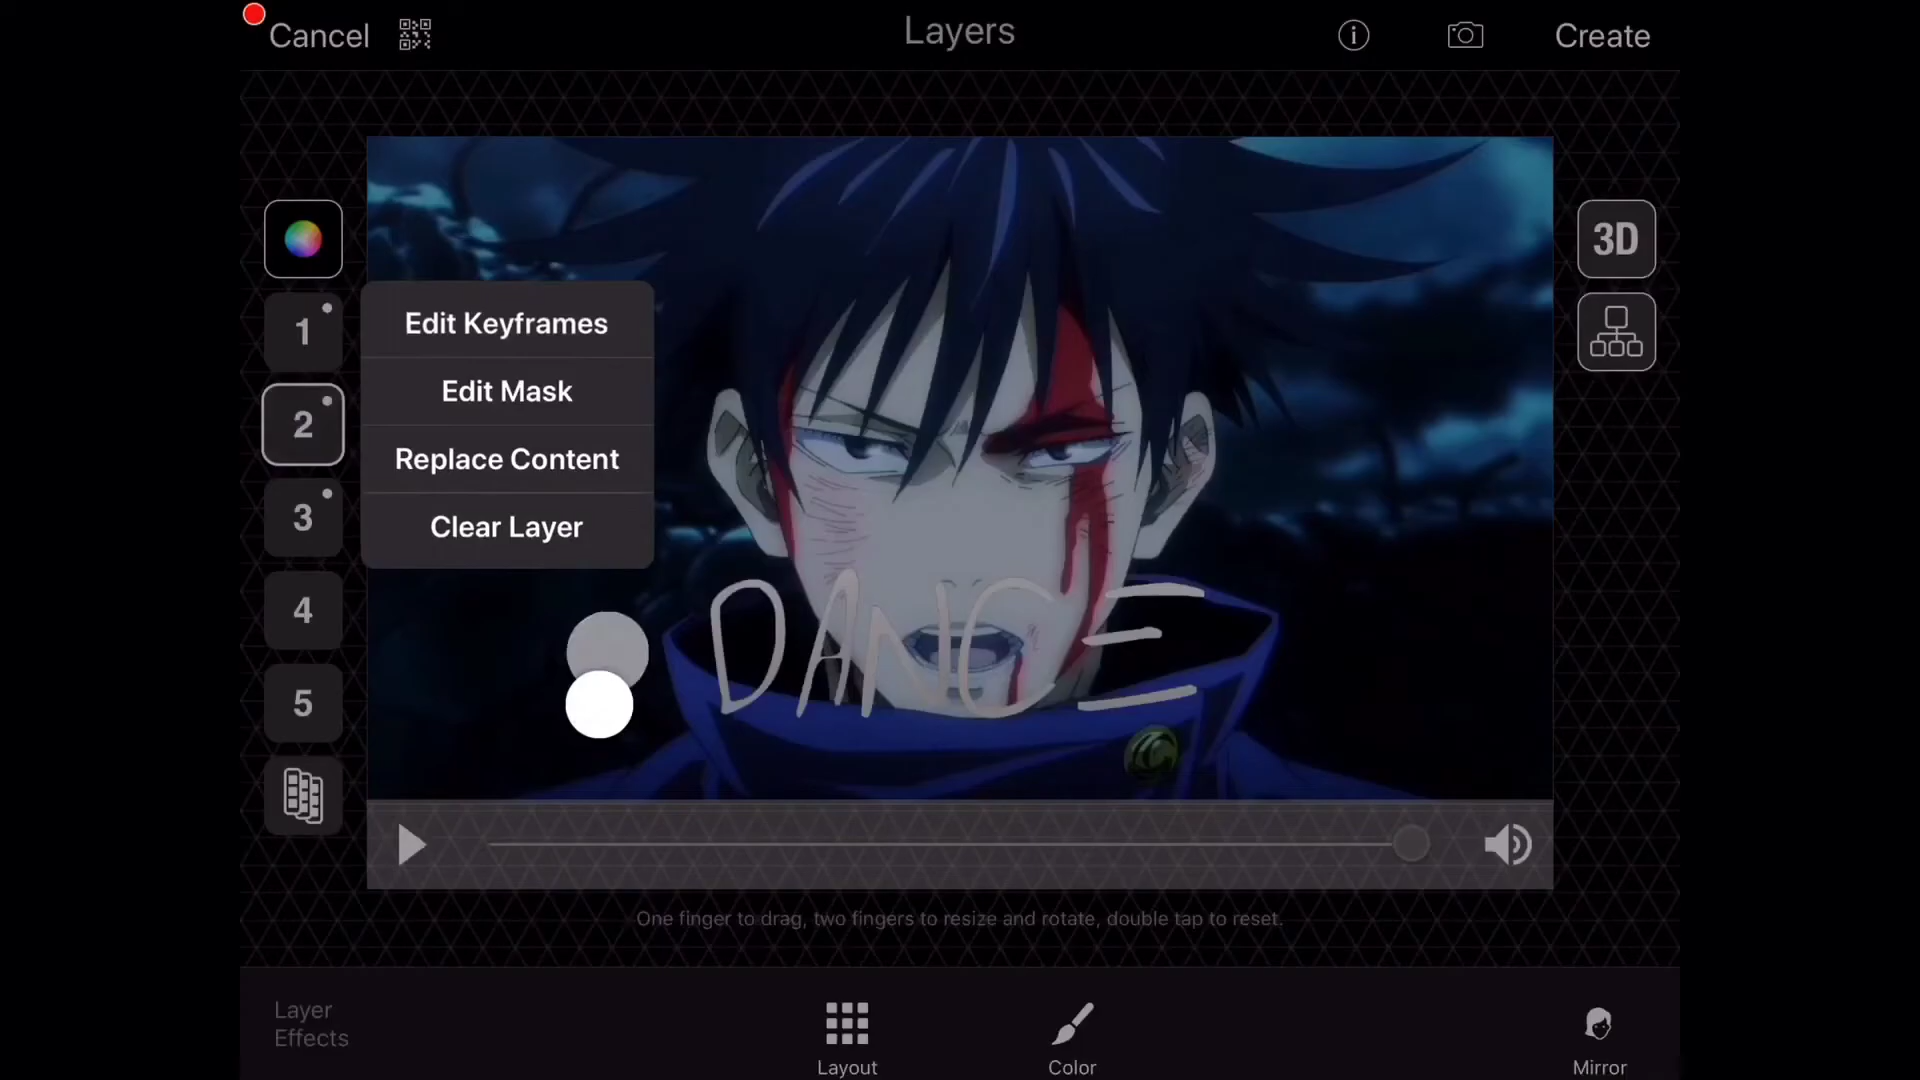 Cancel
Layers
Create
3D
1
Edit Keyframes
2
Edit Mask
Replace Content
3
Clear Layer
4
DANCE
5
One finger to drag, two fingers to resize and rotate, double tap to reset.
Layer
Effects
Layout
Color
Mirror